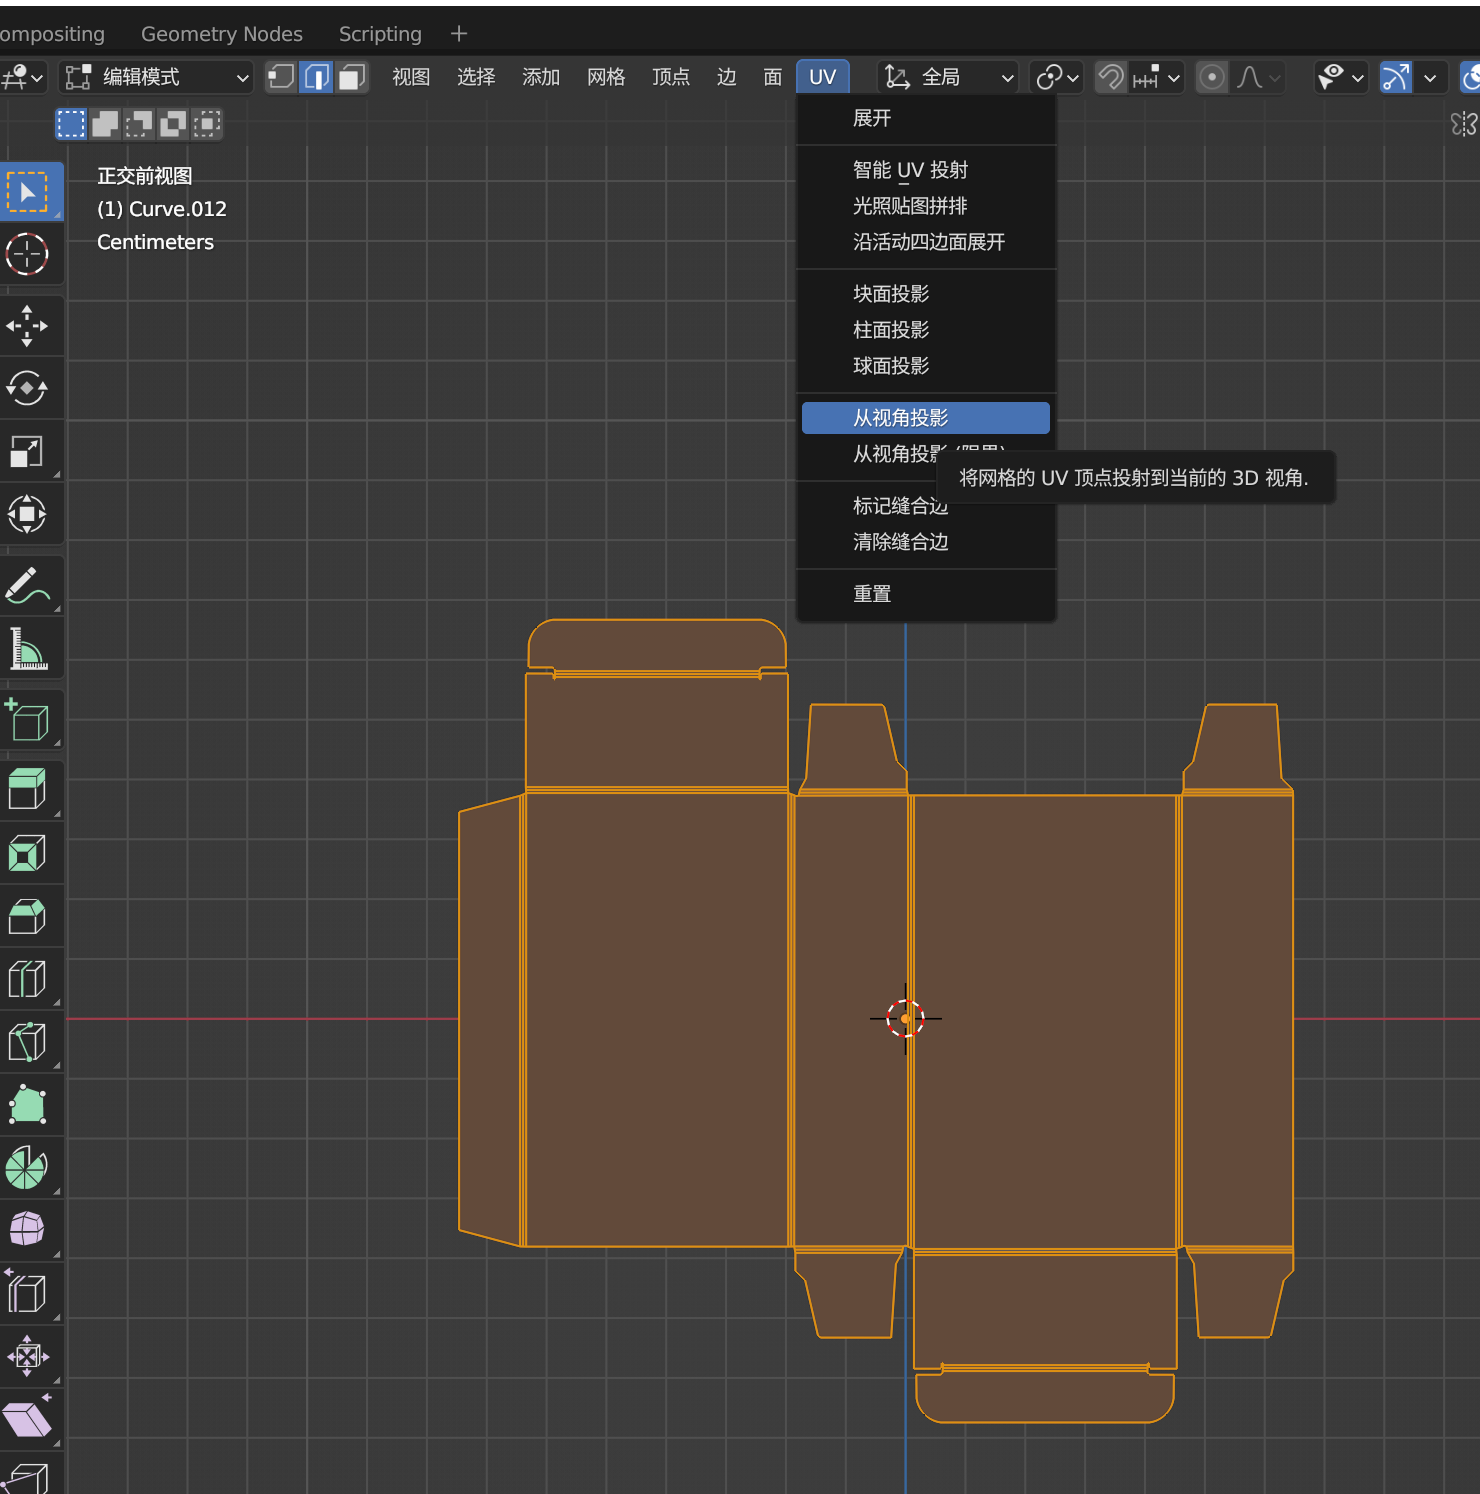 ompositing Geometry Nodes Scripting +
编辑模式 视图 选择 添加 网格 顶点 边 面 UV 全局
展开
正交前视图
(1) Curve.012
Centimeters
智能 UV 投射
光照贴图拼排
沿活动四边面展开
块面投影
柱面投影
球面投影
从视角投影
从视角投影 (限界)
将网格的 UV 顶点投射到当前的 3D 视角.
标记缝合边
清除缝合边
重置